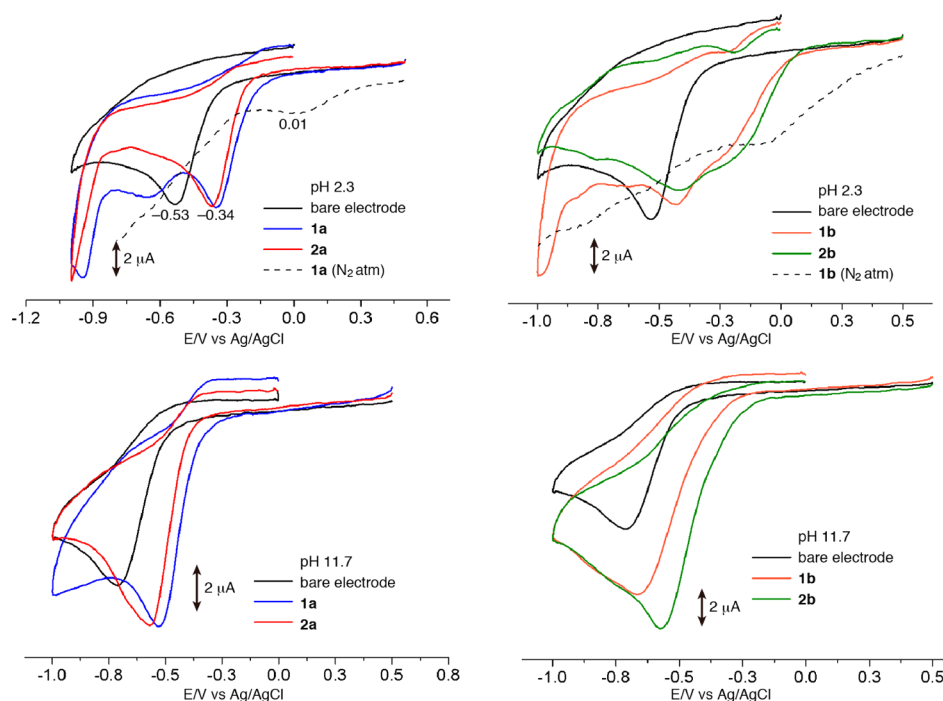 0.01
−0.53
−0.34
pH 2.3
bare electrode
1a
2a
1a (N2 atm)
2 μA
-1.2 -0.9 -0.6 -0.3 0.0 0.3 0.6
E/V vs Ag/AgCl
pH 2.3
bare electrode
1b
2b
1b (N2 atm)
2 μA
-1.0 -0.8 -0.5 -0.3 0.0 0.3 0.5
E/V vs Ag/AgCl
pH 11.7
bare electrode
1a
2a
2 μA
-1.0 -0.8 -0.5 -0.3 0.0 0.3 0.5 0.8
E/V vs Ag/AgCl
pH 11.7
bare electrode
1b
2b
2 μA
-1.0 -0.8 -0.5 -0.3 0.0 0.3 0.5
E/V vs Ag/AgCl